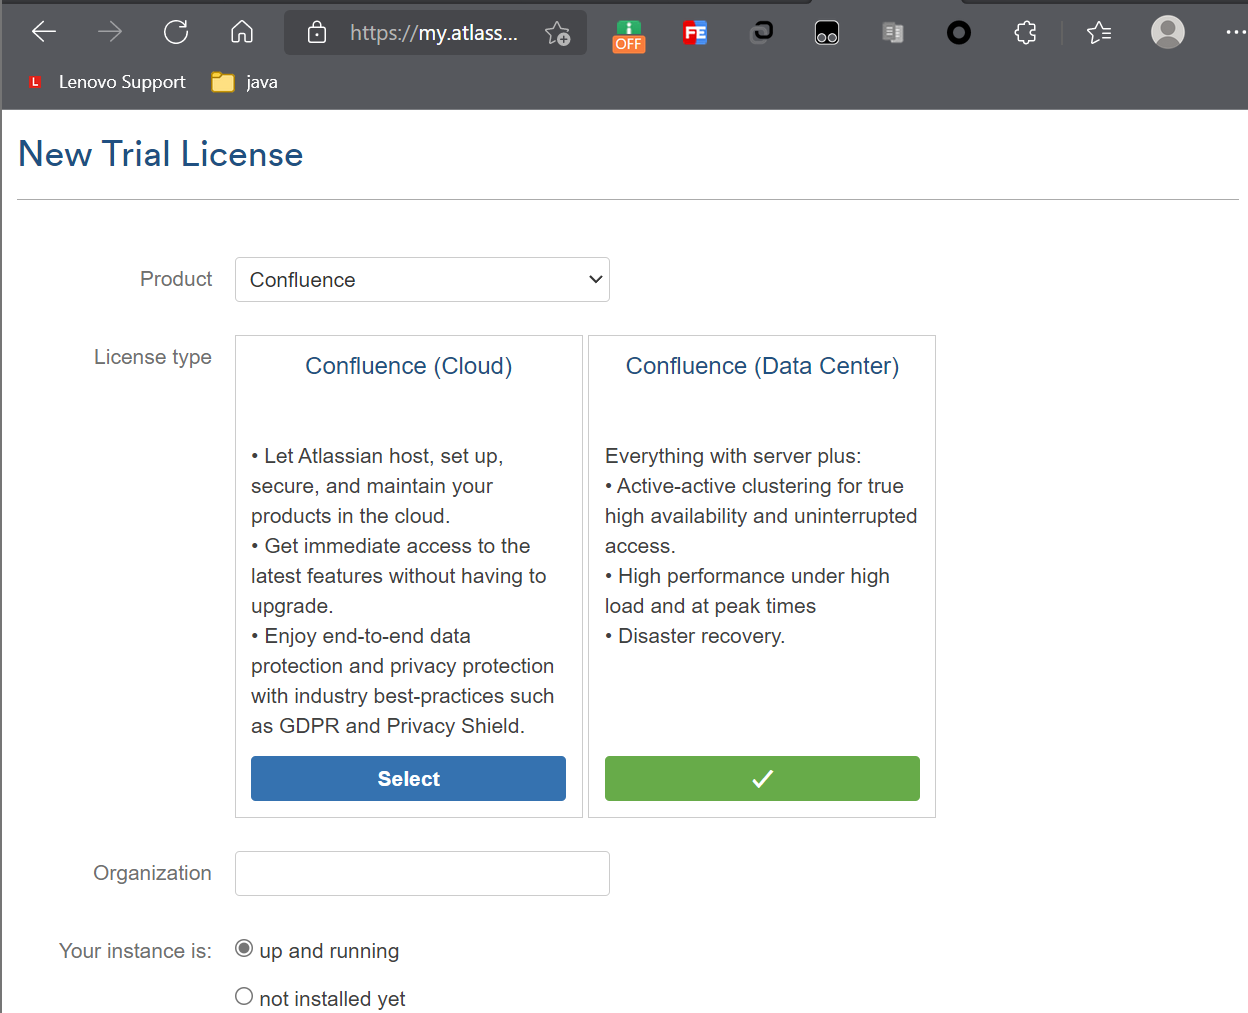 https://my.atlass...
OFF
FE
L Lenovo Support
java
New Trial License
Product
Confluence
License type
Confluence (Cloud)
• Let Atlassian host, set up,
secure, and maintain your
products in the cloud.
• Get immediate access to the
latest features without having to
upgrade.
• Enjoy end-to-end data
protection and privacy protection
with industry best-practices such
as GDPR and Privacy Shield.
Select
Confluence (Data Center)
Everything with server plus:
• Active-active clustering for true
high availability and uninterrupted
access.
• High performance under high
load and at peak times
• Disaster recovery.
Organization
Your instance is:
up and running
not installed yet